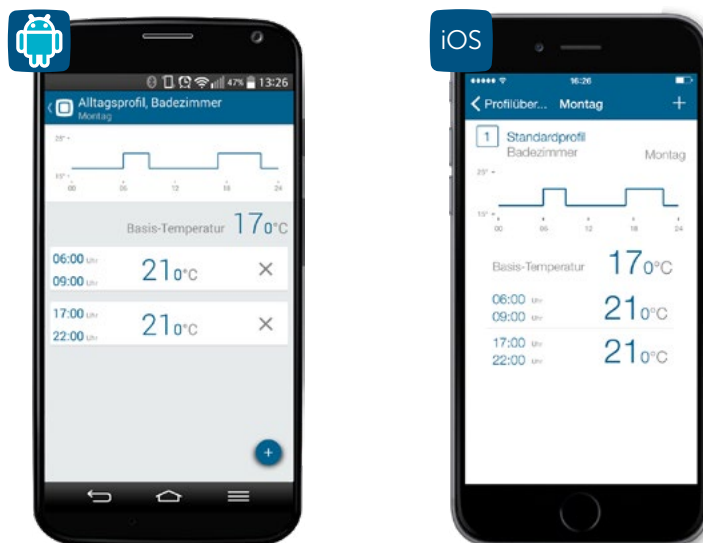 47% 13:26
Alltagsprofil, Badezimmer
Montag
25°
15°
00 06 12 18 24
Basis-Temperatur 17 0°C
06:00 Uhr
09:00 Uhr
21 0°C
17:00 Uhr
22:00 Uhr
21 0°C
iOS
16:26
Profilüber... Montag +
1 Standardprofil
Badezimmer Montag
25°
15°
00 06 12 18 24
Basis-Temperatur 17 0°C
06:00 Uhr
09:00 Uhr
21 0°C
17:00 Uhr
22:00 Uhr
21 0°C